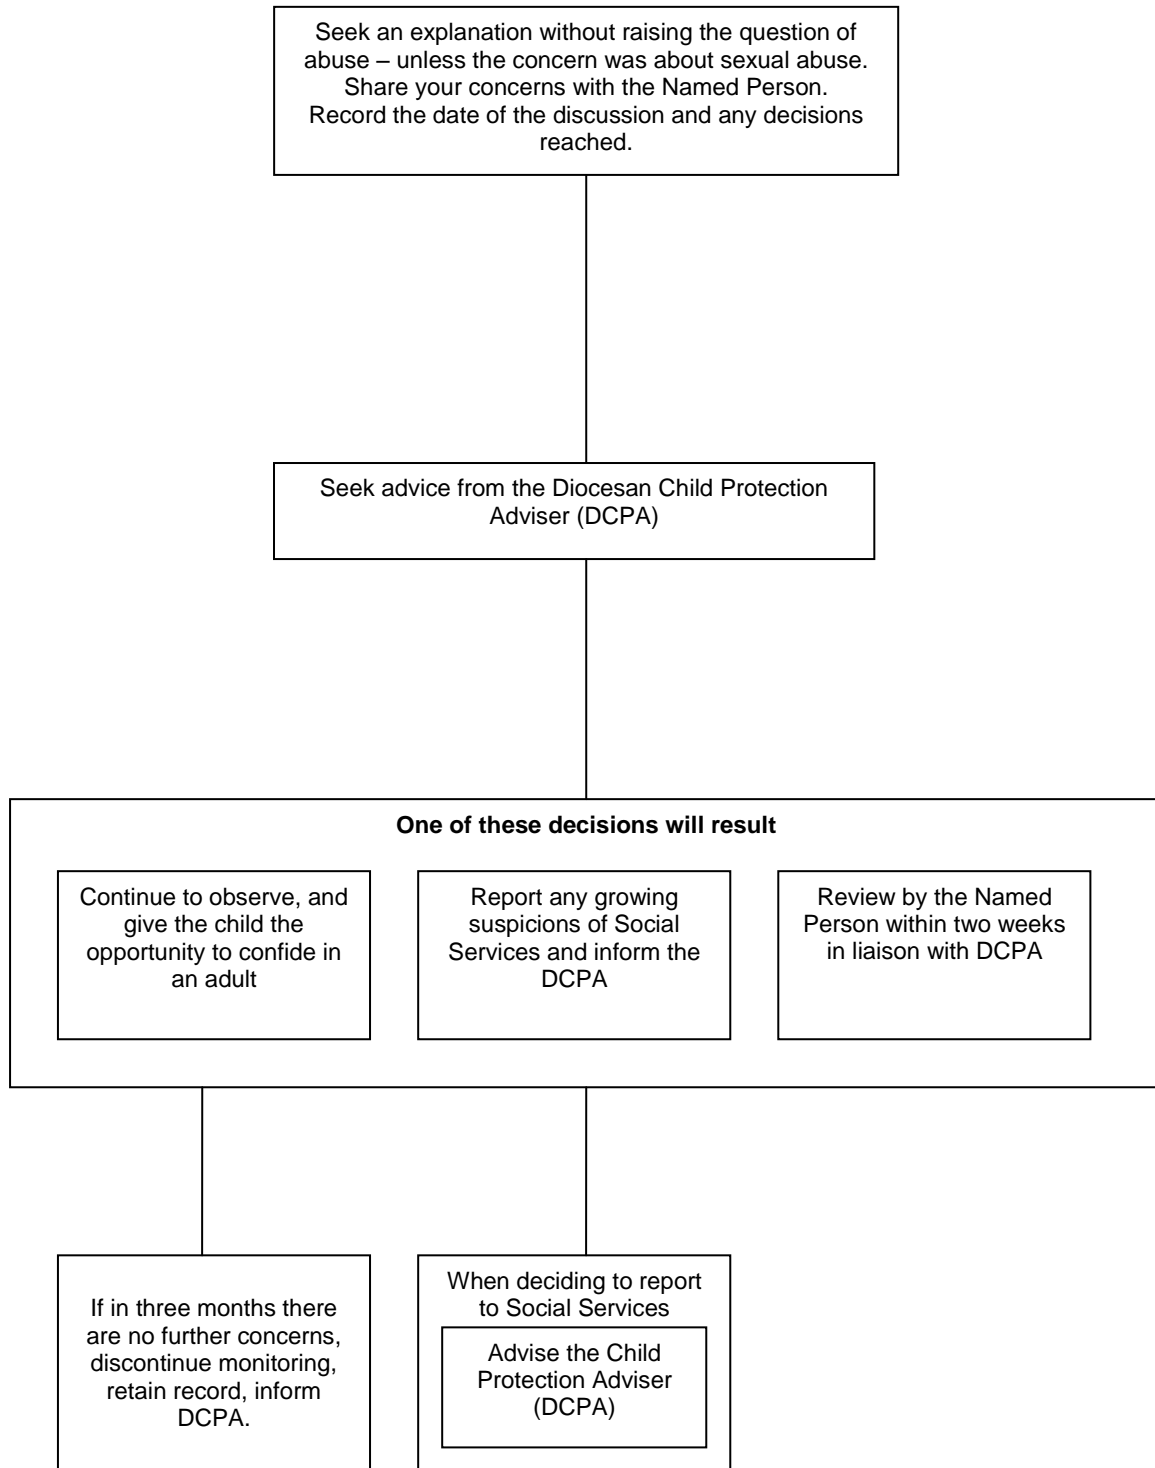 Seek an explanation without raising the question of
abuse – unless the concern was about sexual abuse.
Share your concerns with the Named Person.
Record the date of the discussion and any decisions
reached.
Seek advice from the Diocesan Child Protection
Adviser (DCPA)
One of these decisions will result
Continue to observe, and
give the child the
opportunity to confide in
an adult
Report any growing
suspicions of Social
Services and inform the
DCPA
Review by the Named
Person within two weeks
in liaison with DCPA
If in three months there
are no further concerns,
discontinue monitoring,
retain record, inform
DCPA.
When deciding to report
to Social Services
Advise the Child
Protection Adviser
(DCPA)